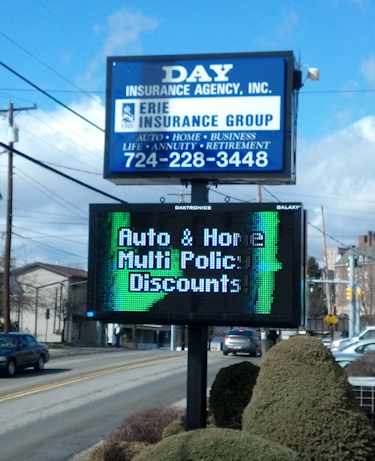 DAY
INSURANCE AGENCY, INC.
ERIE
INSURANCE GROUP
AUTO • HOME • BUSINESS
LIFE • ANNUITY • RETIREMENT
724-228-3448
DAKTRONICS GALAXY
Auto & Home
Multi Policy
Discounts